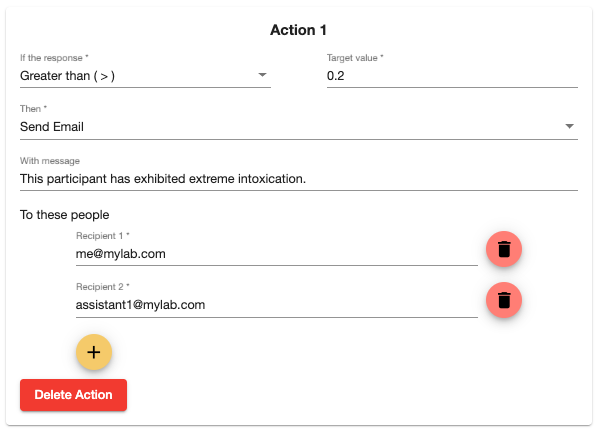 Action 1
If the response *
Target value *
Greater than ( > )
0.2
Then *
Send Email
With message
This participant has exhibited extreme intoxication.
To these people
Recipient 1 *
me@mylab.com
Recipient 2 *
assistant1@mylab.com
+
Delete Action